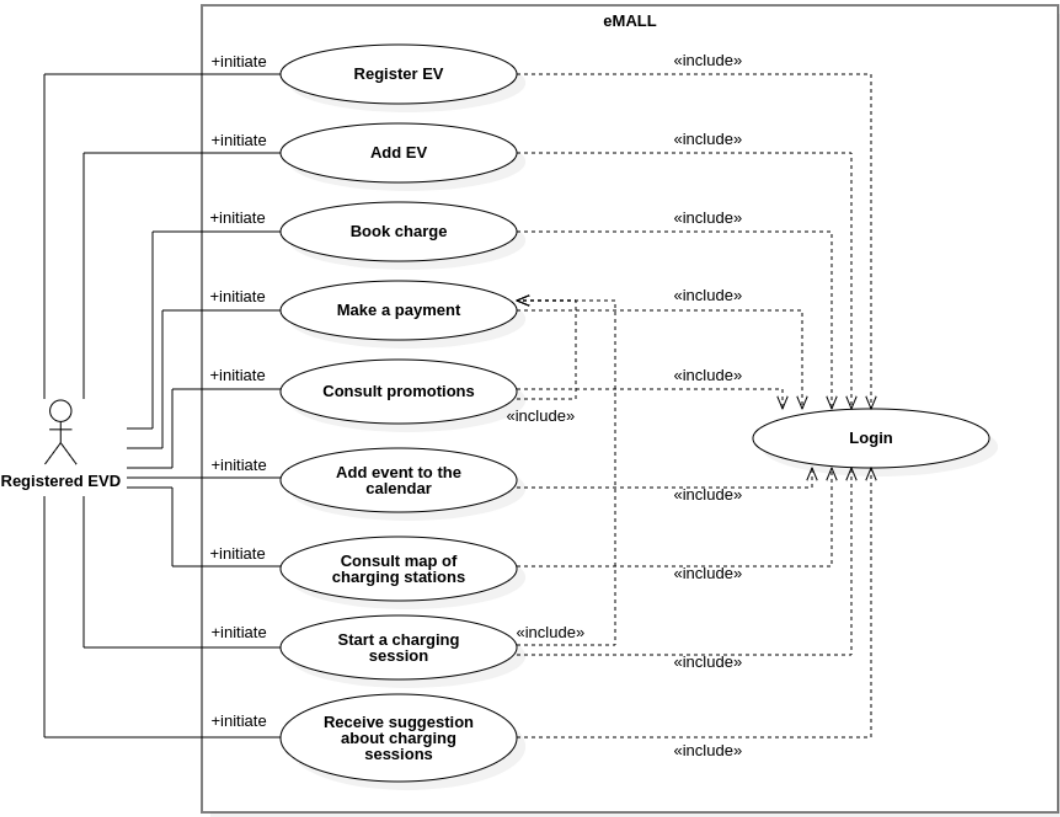 eMALL
+initiate
Register EV
«include»
+initiate
Add EV
«include»
+initiate
Book charge
«include»
+initiate
Make a payment
«include»
+initiate
Consult promotions
«include»
«include»
Login
+initiate
Add event to the
calendar
«include»
Registered EVD
+initiate
Consult map of
charging stations
«include»
+initiate
Start a charging
session
«include»
«include»
+initiate
Receive suggestion
about charging
sessions
«include»